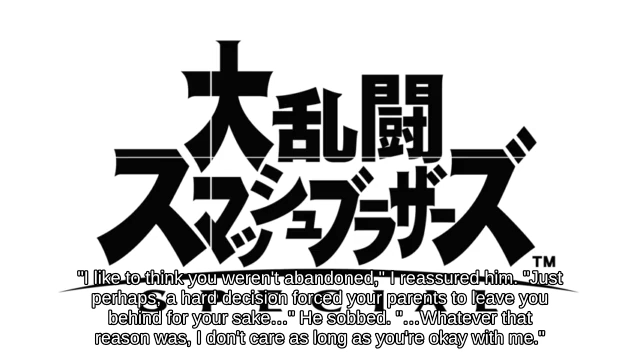 大乱闘
スマッシュブラザーズ
TM
SPECIAL
"I like to think you weren't abandoned," I reassured him. "Just
perhaps, a hard decision forced your parents to leave you
behind for your sake..." He sobbed. "...Whatever that
reason was, I don't care as long as you're okay with me."